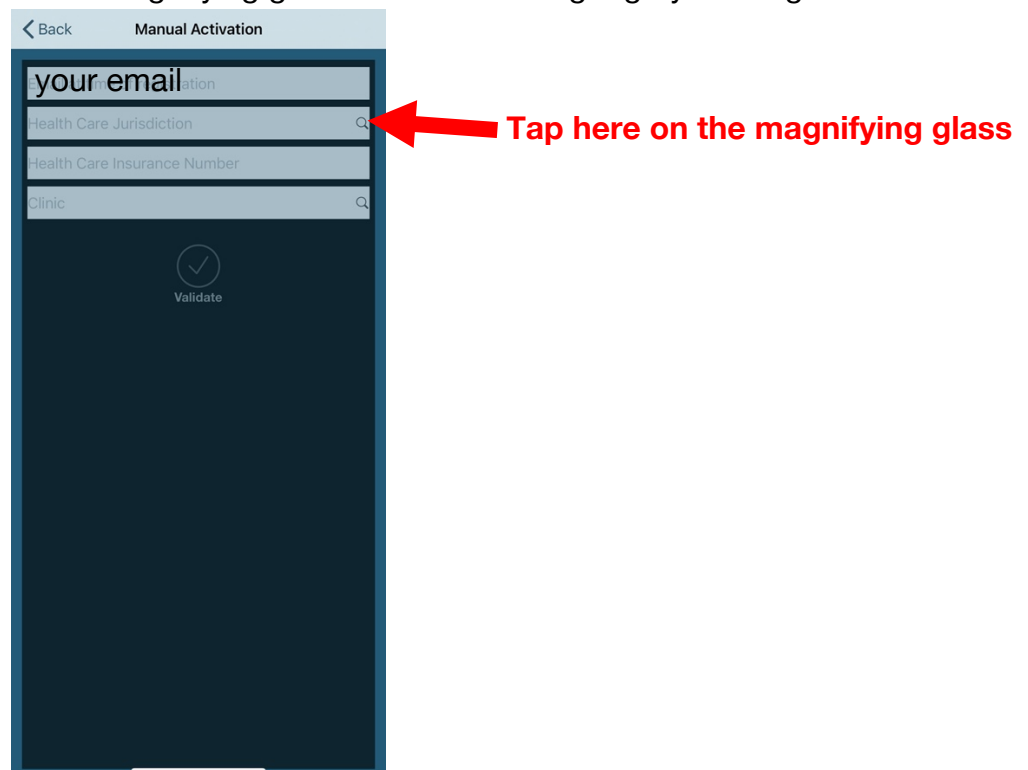 Back Manual Activation
your email
Health Care Jurisdiction
Tap here on the magnifying glass
Health Care Insurance Number
Clinic
Validate